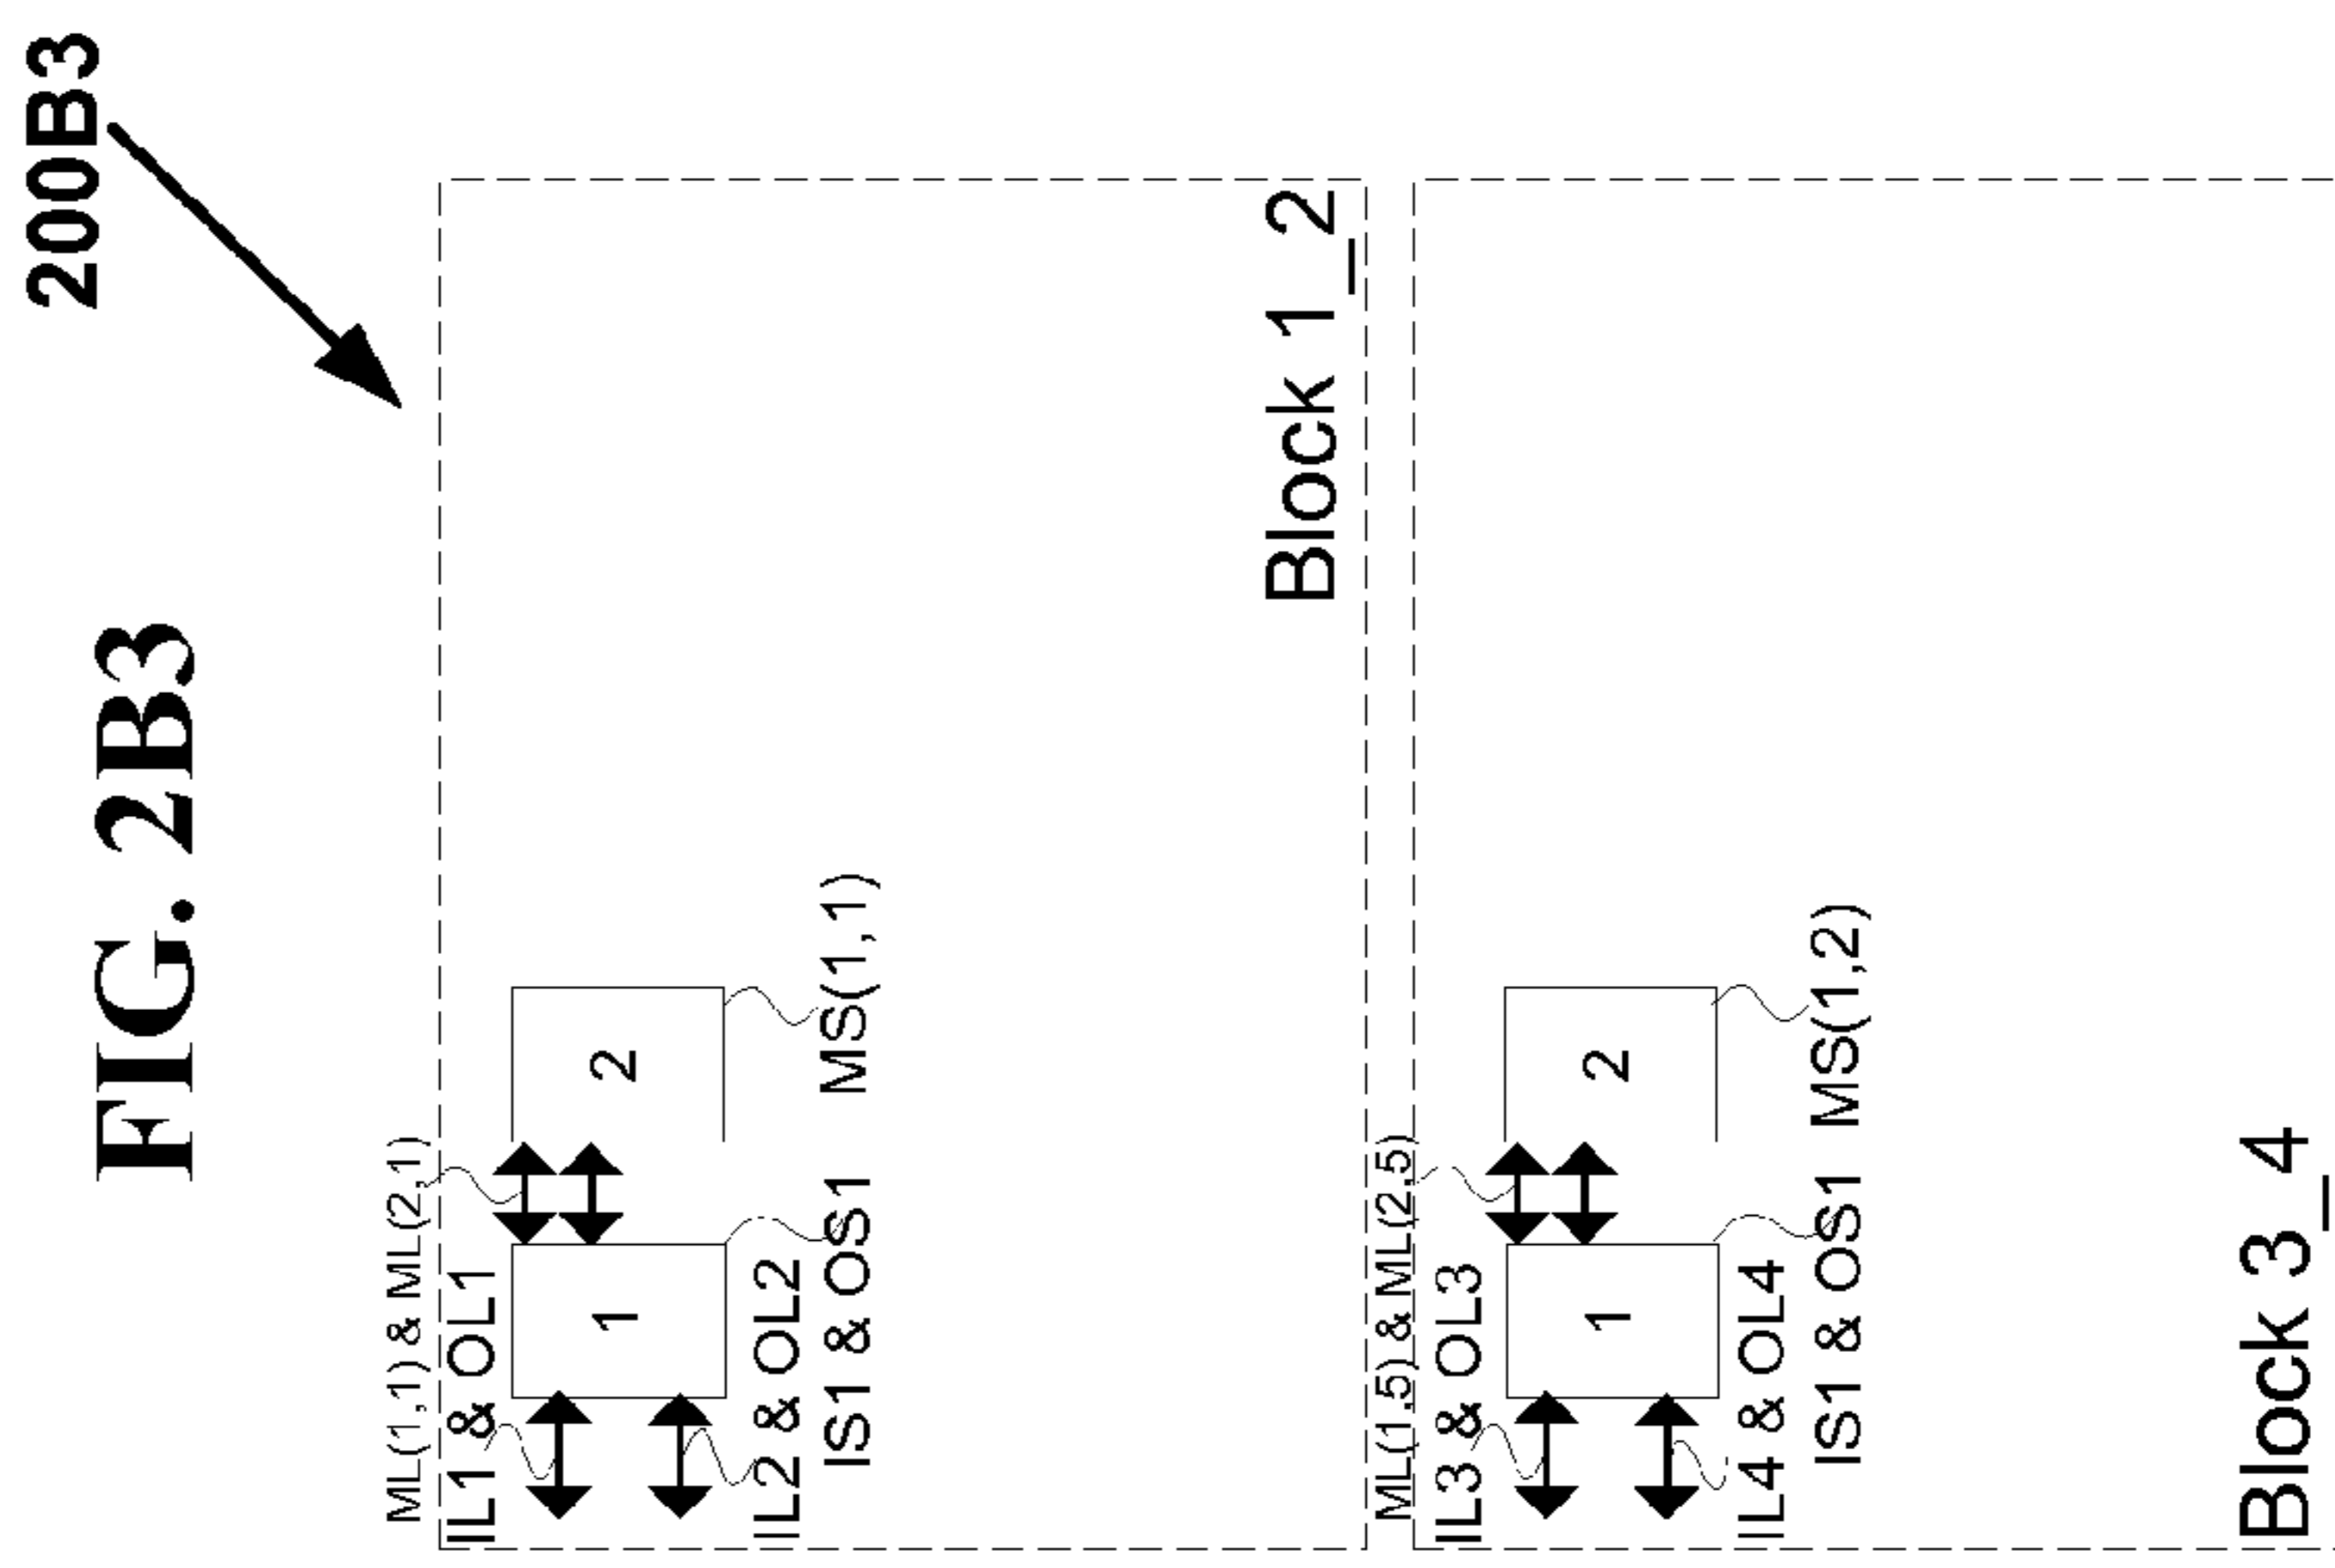 200B3
FIG. 2B3
ML(1,1) & ML(2,1)
IL1 & OL1
1
2
IL2 & OL2
IS1 & OS1
MS(1,1)
Block 1_2
ML(1,5) & ML(2,5)
IL3 & OL3
1
2
IL4 & OL4
IS1 & OS1
MS(1,2)
Block 3_4